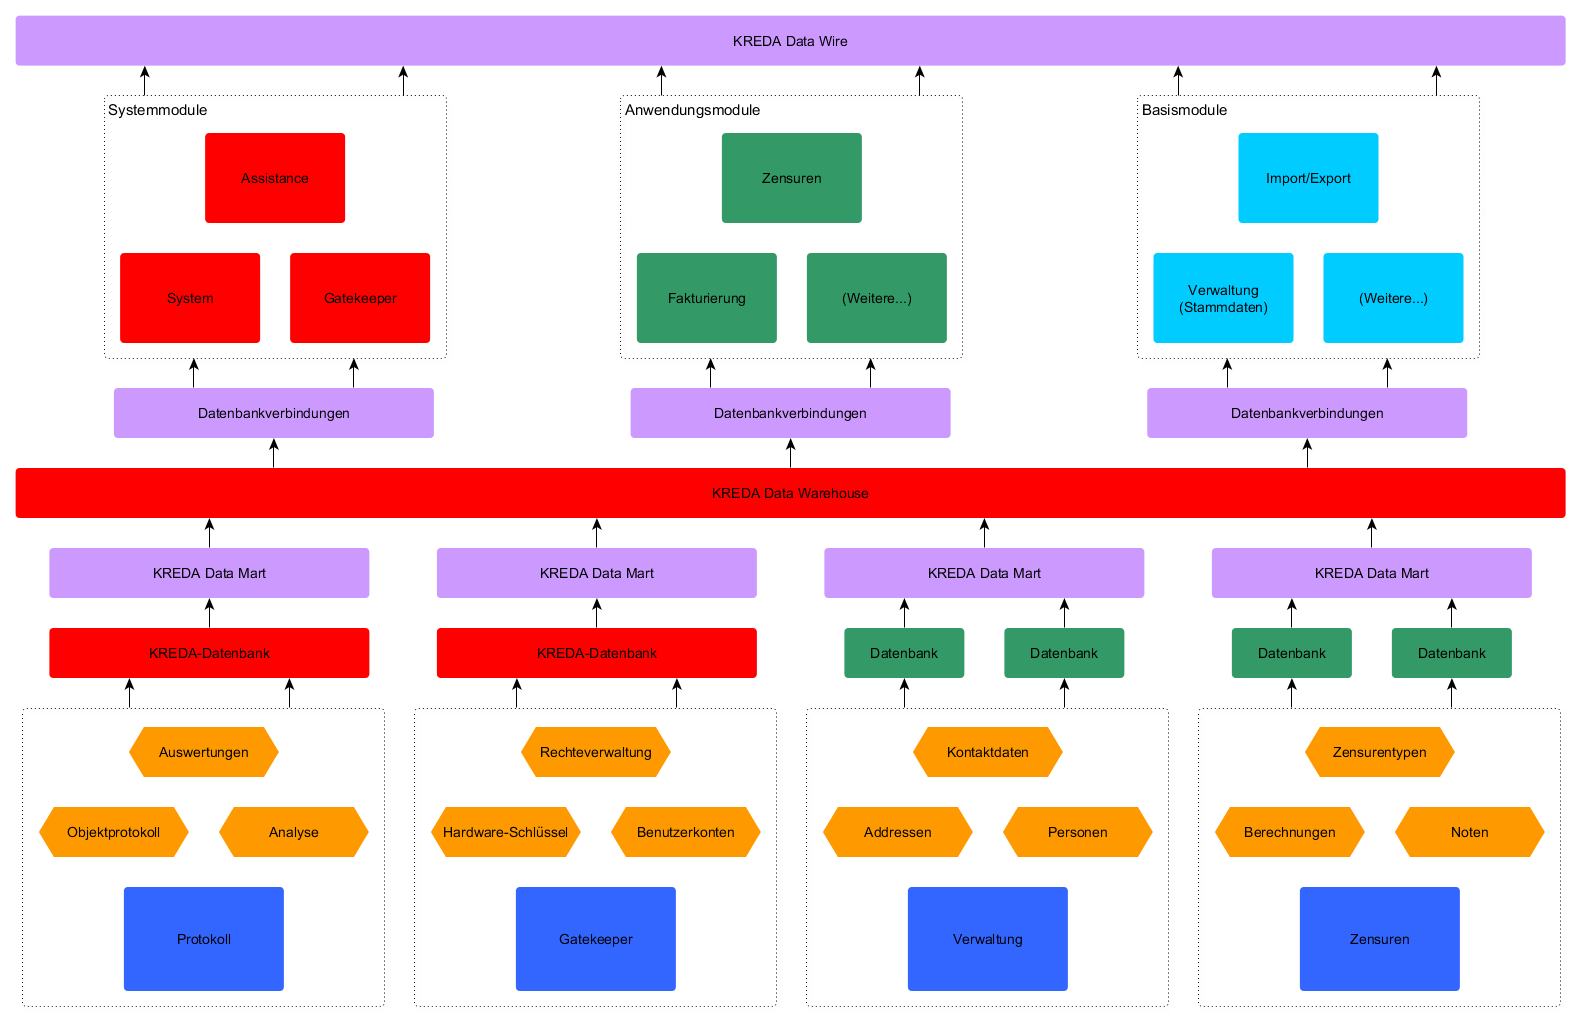 KREDA Data Wire
Systemmodule
Anwendungsmodule
Basismodule
Assistance
Zensuren
Import/Export
System
Gatekeeper
Fakturierung
(Weitere...)
Verwaltung
(Stammdaten)
(Weitere...)
Datenbankverbindungen
Datenbankverbindungen
Datenbankverbindungen
KREDA Data Warehouse
KREDA Data Mart
KREDA Data Mart
KREDA Data Mart
KREDA Data Mart
KREDA-Datenbank
KREDA-Datenbank
Datenbank
Datenbank
Datenbank
Datenbank
Auswertungen
Rechteverwaltung
Kontaktdaten
Zensurentypen
Objektprotokoll
Analyse
Hardware-Schlüssel
Benutzerkonten
Addressen
Personen
Berechnungen
Noten
Protokoll
Gatekeeper
Verwaltung
Zensuren